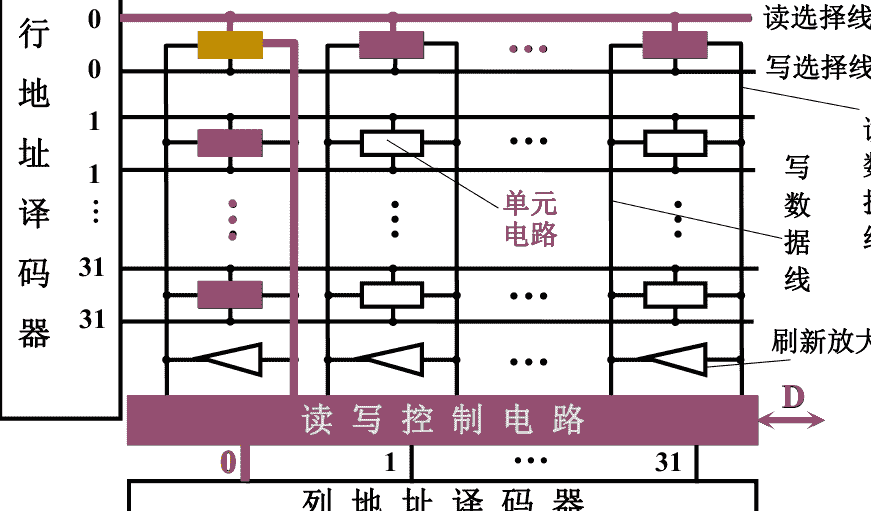 行地址译码器
0
0
1
1
⋮
31
31
读选择线
写选择线
单元
电路
写数据线
刷新放大
读写控制电路
D
0
1
31
列地址译码器